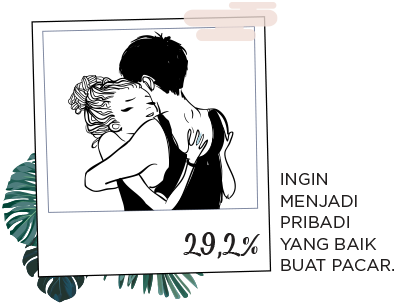 29,2%
INGIN
MENJADI
PRIBADI
YANG BAIK
BUAT PACAR.